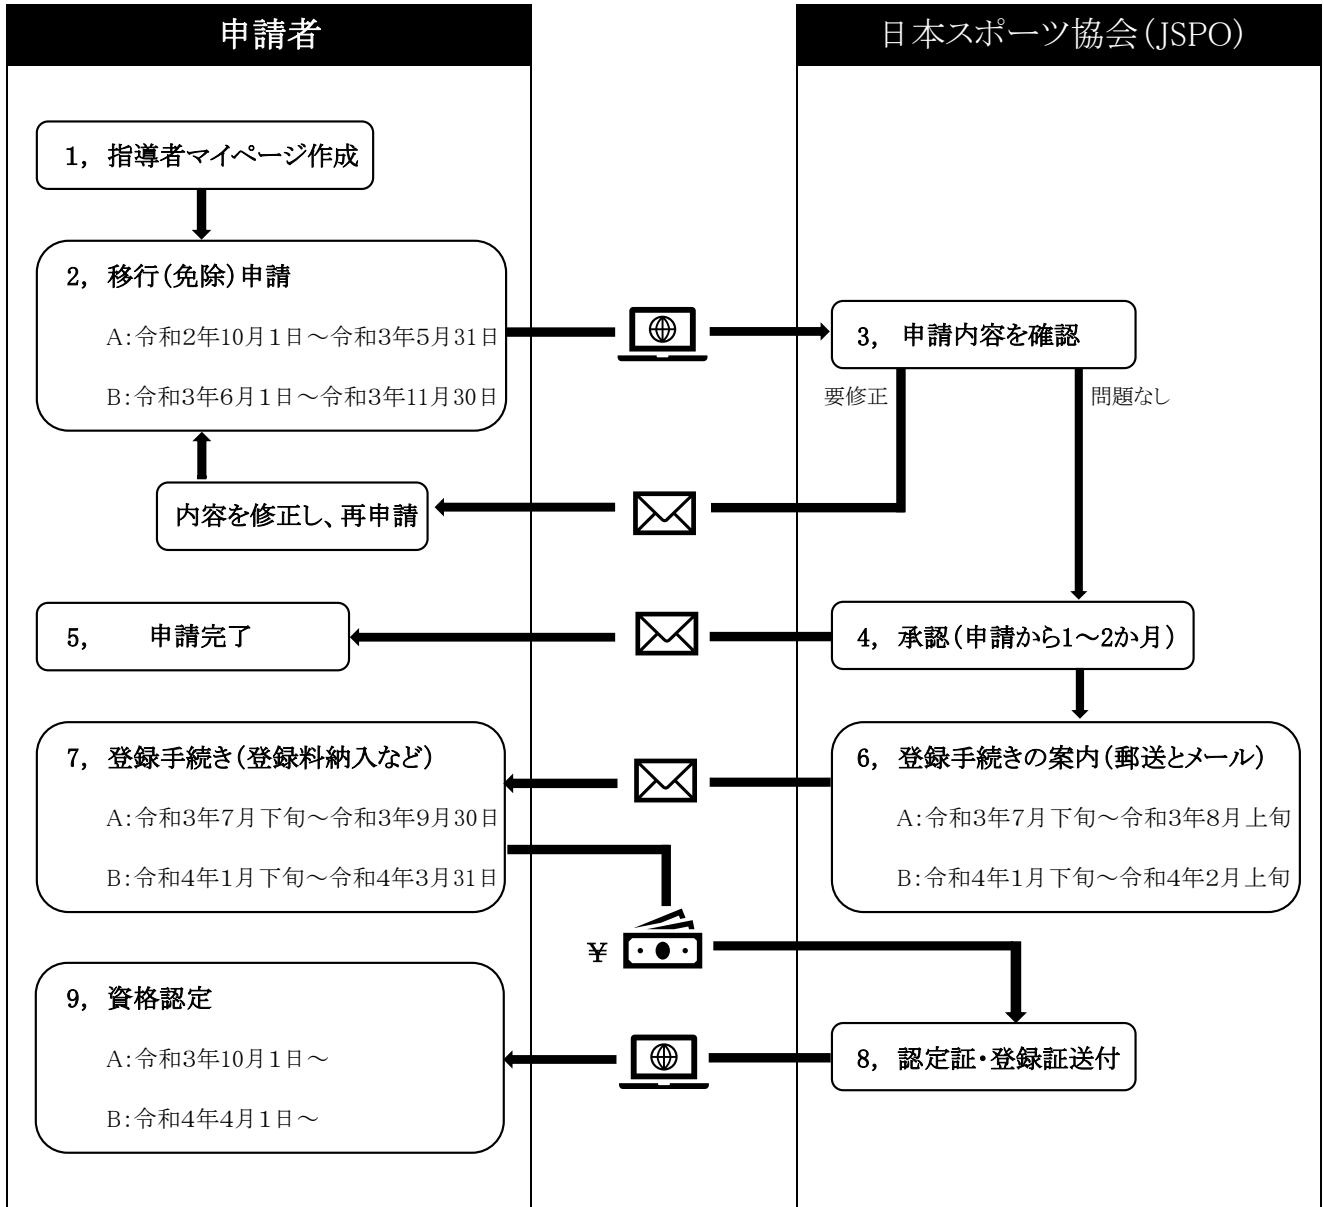 申請者
日本スポーツ協会(JSPO)
1, 指導者マイページ作成
2, 移行(免除)申請
A:令和2年10月1日～令和3年5月31日
B:令和3年6月1日～令和3年11月30日
3, 申請内容を確認
要修正
問題なし
内容を修正し、再申請
4, 承認(申請から1～2か月)
5, 申請完了
6, 登録手続きの案内(郵送とメール)
A:令和3年7月下旬～令和3年8月上旬
B:令和4年1月下旬～令和4年2月上旬
7, 登録手続き(登録料納入など)
A:令和3年7月下旬～令和3年9月30日
B:令和4年1月下旬～令和4年3月31日
¥
8, 認定証・登録証送付
9, 資格認定
A:令和3年10月1日～
B:令和4年4月1日～